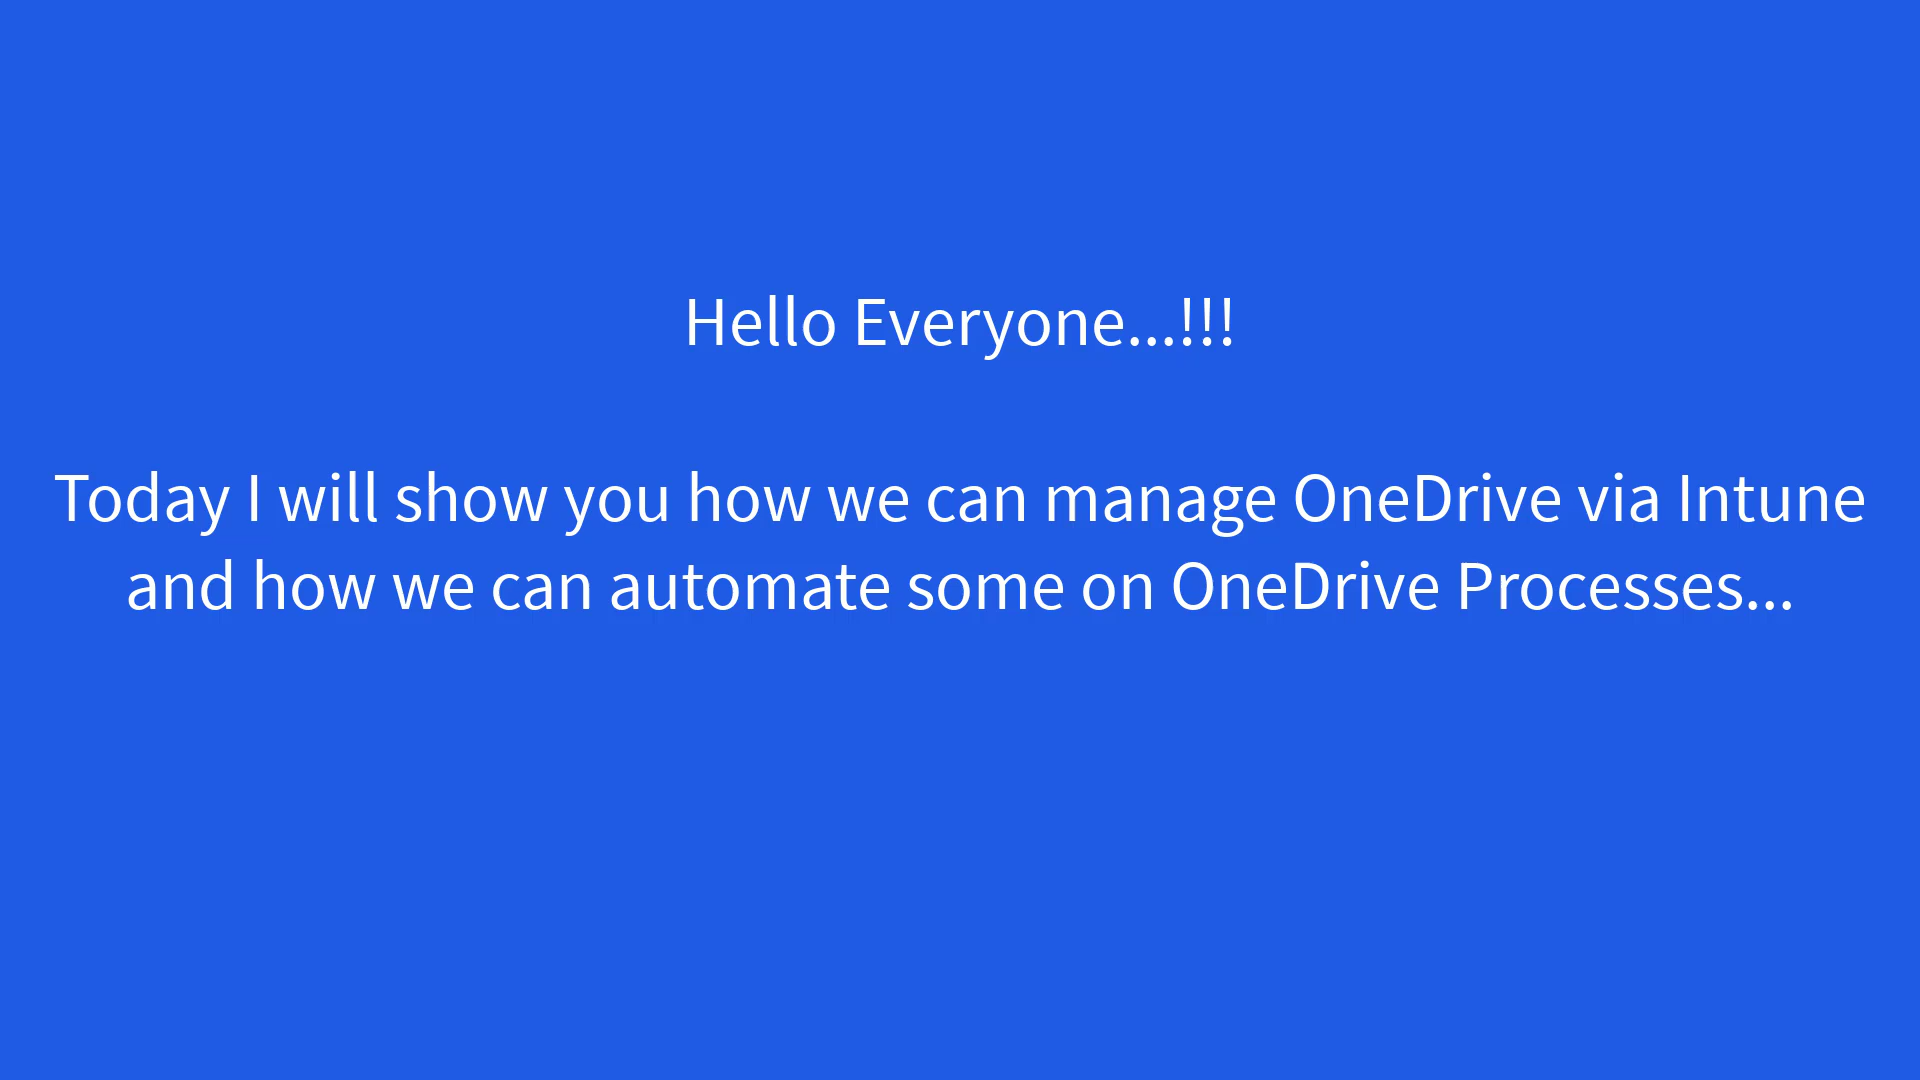 Hello Everyone...!!!
Today I will show you how we can manage OneDrive via Intune
and how we can automate some on OneDrive Processes...